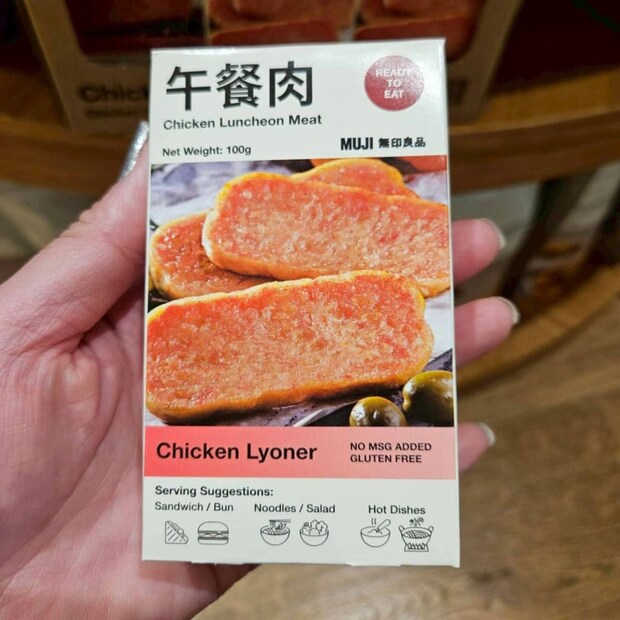 午餐肉
Chicken Luncheon Meat
READY
TO
EAT
Net Weight: 100g
MUJI 無印良品
Chicken Lyoner
NO MSG ADDED
GLUTEN FREE
Serving Suggestions:
Sandwich / Bun
Noodles / Salad
Hot Dishes